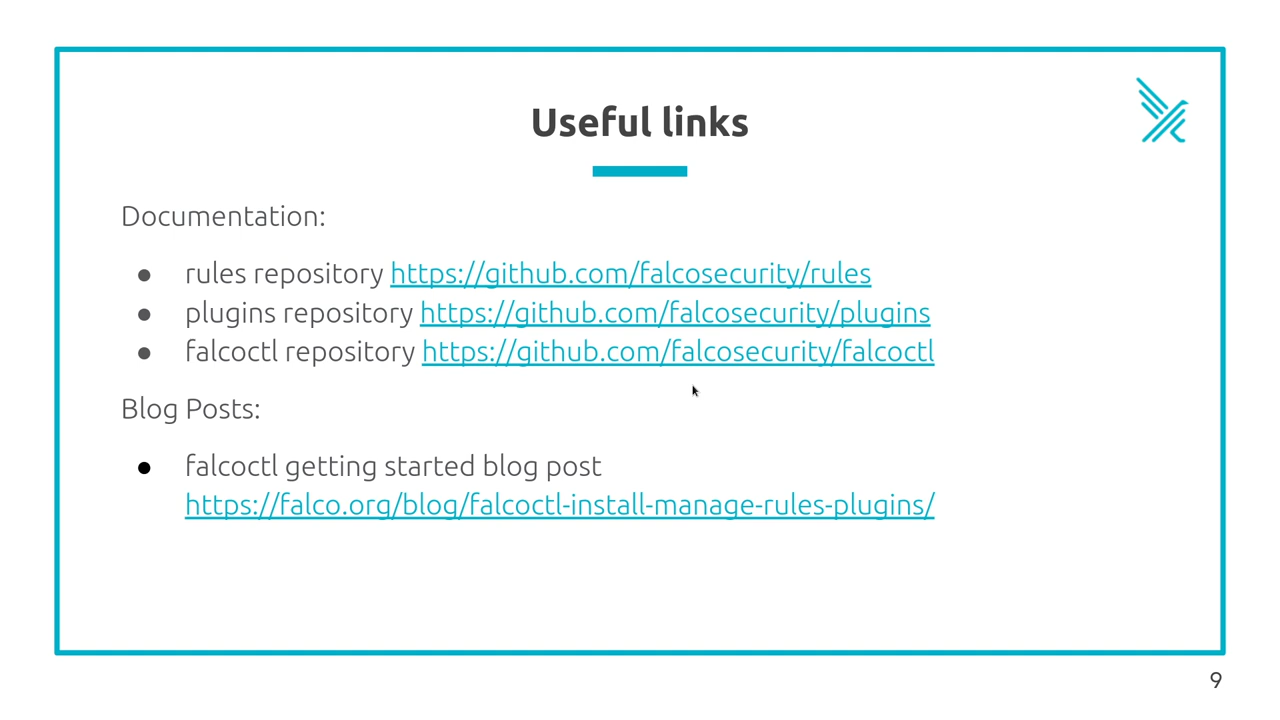 Useful links
Documentation:
● rules repository https://github.com/falcosecurity/rules
● plugins repository https://github.com/falcosecurity/plugins
● falcoctl repository https://github.com/falcosecurity/falcoctl
Blog Posts:
● falcoctl getting started blog post
https://falco.org/blog/falcoctl-install-manage-rules-plugins/
9